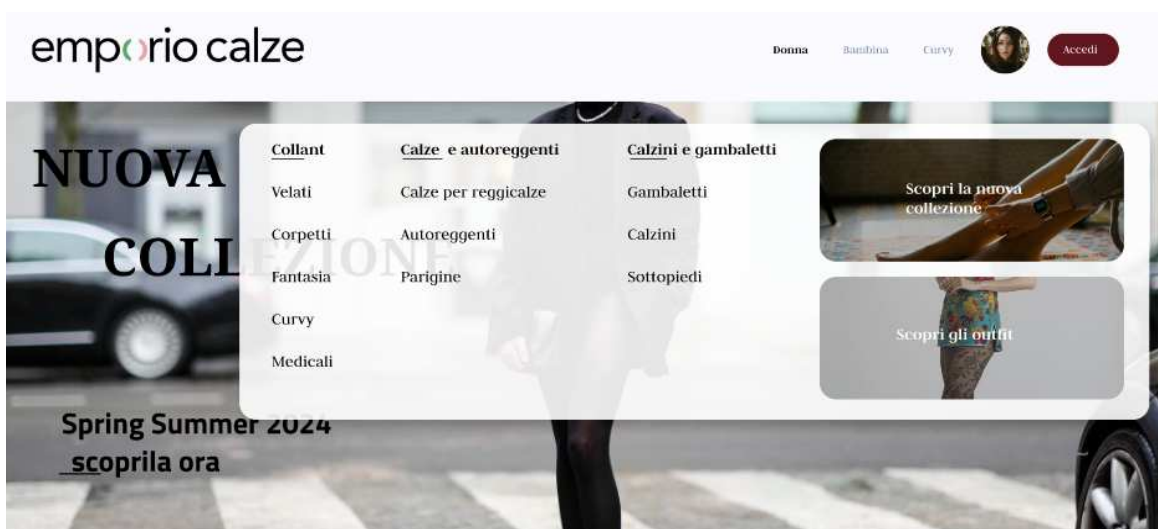 emporio calze
Donna
Bambina
Curvy
Accedi
NUOVA
COLLEZIONE
Collant
Velati
Corpetti
Fantasia
Curvy
Medicali
Calze e autoreggenti
Calze per reggicalze
Autoreggenti
Parigine
Calzini e gambaletti
Gambaletti
Calzini
Sottopiedi
Scopri la nuova
collezione
Scopri gli outfit
Spring Summer 2024
scoprila ora